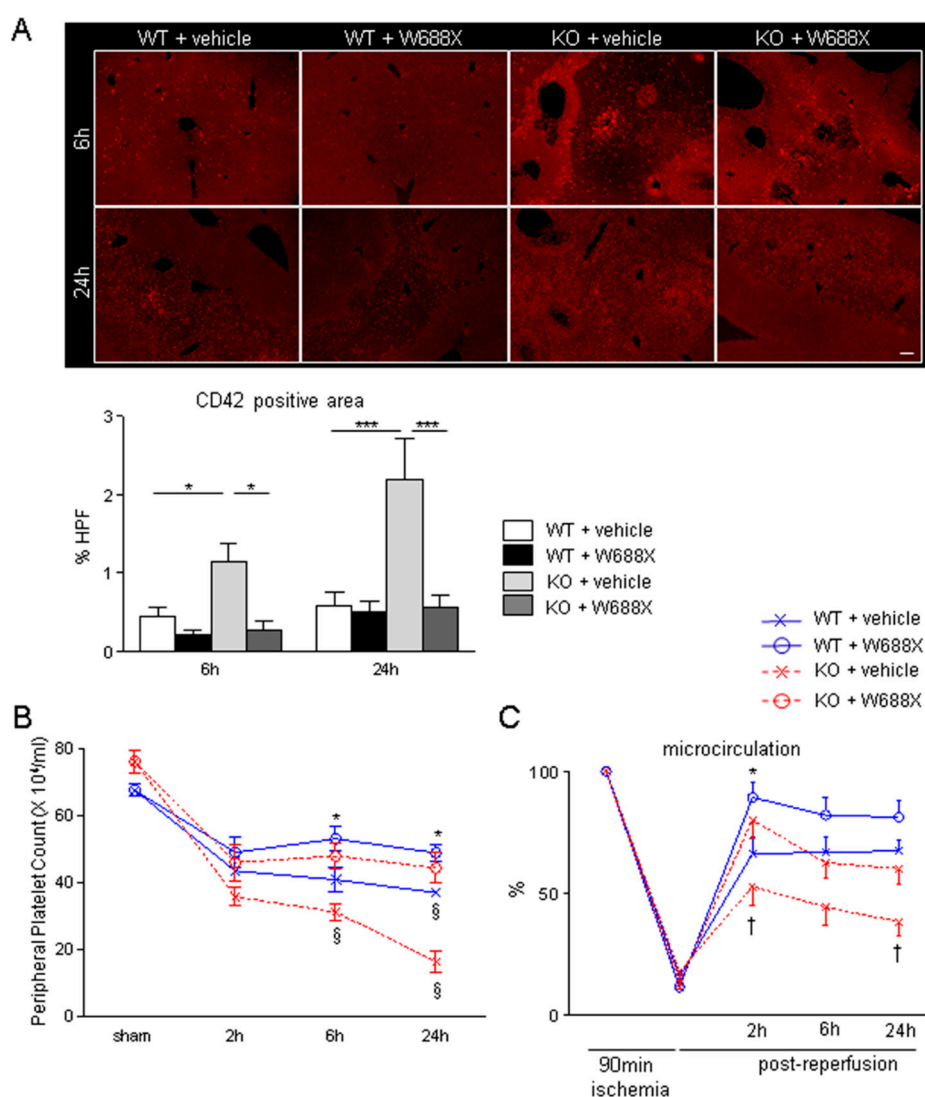 A
WT + vehicle
WT + W688X
KO + vehicle
KO + W688X
6h
24h
CD42 positive area
3
2
1
0
% HPF
*
*
***
***
6h
24h
WT + vehicle
WT + W688X
KO + vehicle
KO + W688X
WT + vehicle
WT + W688X
KO + vehicle
KO + W688X
B
80
60
40
20
0
Peripheral Platelet Count (X 10⁴/ml)
*
*
§
§
§
sham
2h
6h
24h
C
microcirculation
100
50
0
%
*
†
†
2h
6h
24h
90min
ischemia
post-reperfusion